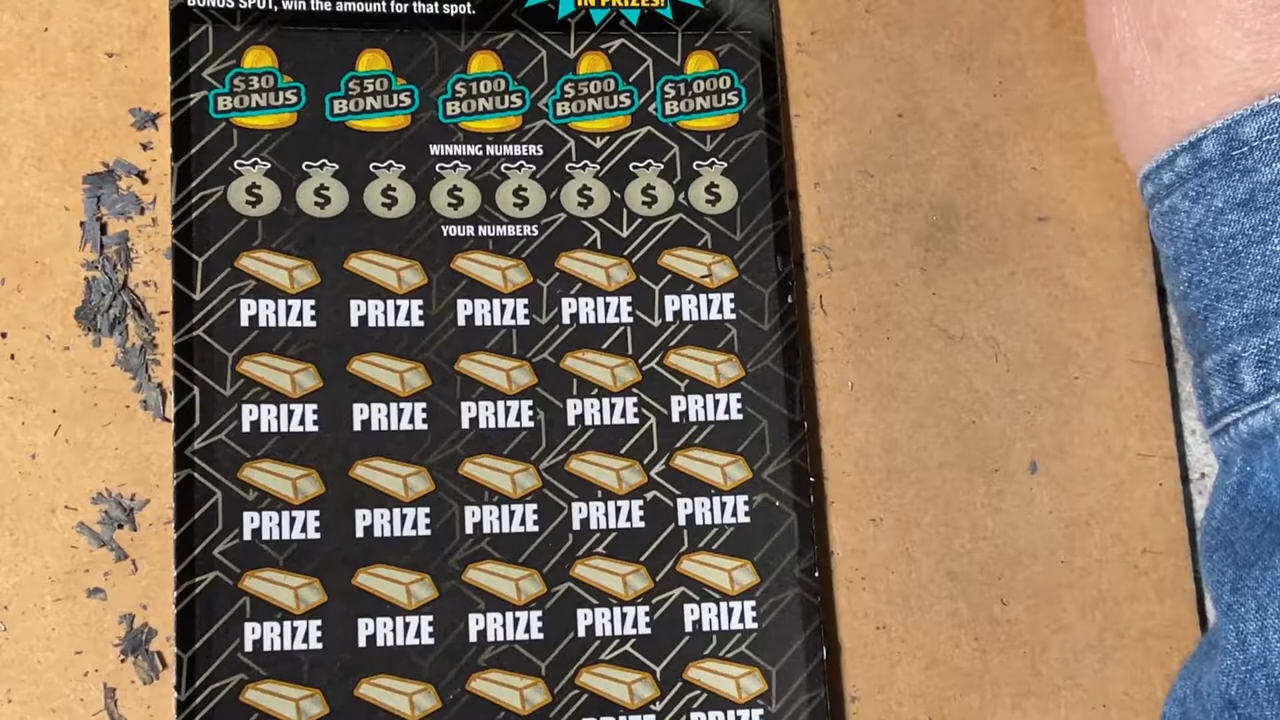 BONUS SPOT, win the amount for that spot.
IN PRIZES!
$30 BONUS $50 BONUS $100 BONUS $500 BONUS $1,000 BONUS
WINNING NUMBERS
$ $ $ $ $ $ $ $
YOUR NUMBERS
PRIZE PRIZE PRIZE PRIZE PRIZE
PRIZE PRIZE PRIZE PRIZE PRIZE
PRIZE PRIZE PRIZE PRIZE PRIZE
PRIZE PRIZE PRIZE PRIZE PRIZE
PRIZE PRIZE